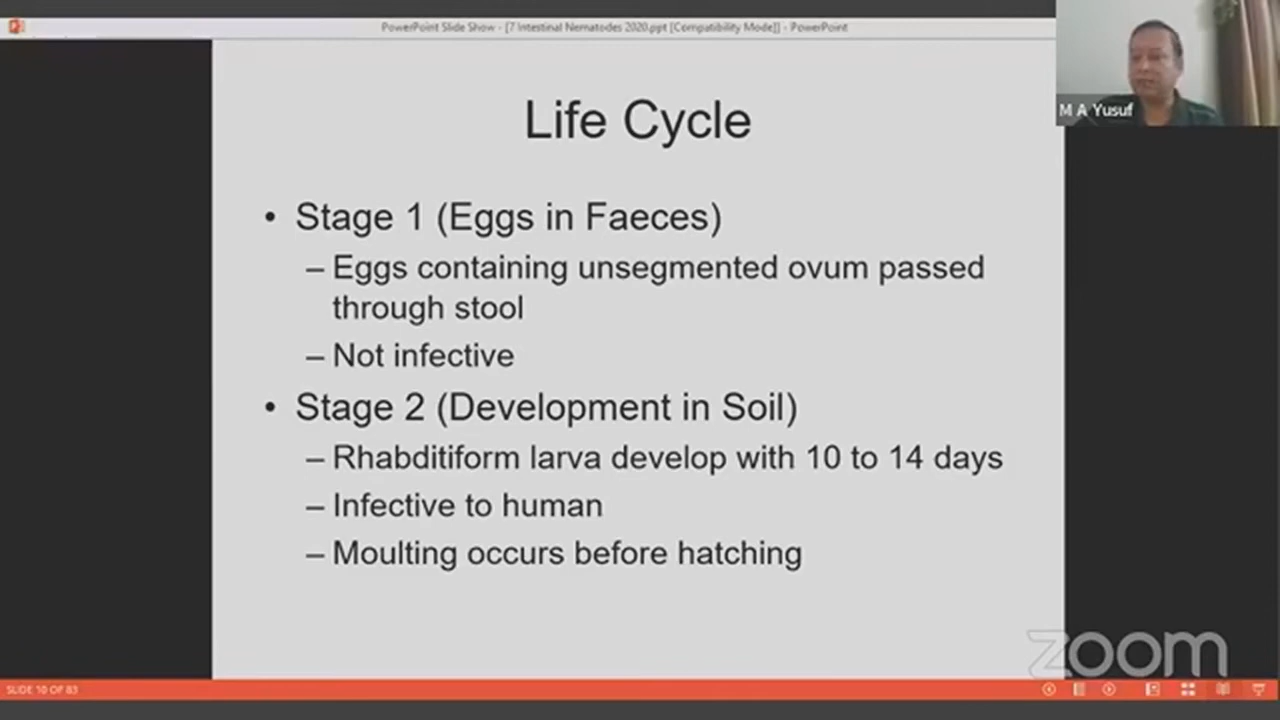 PowerPoint Slide Show - [7 Intestinal Nematodes 2020.ppt [Compatibility Mode]] - PowerPoint
M A Yusuf
Life Cycle
• Stage 1 (Eggs in Faeces)
– Eggs containing unsegmented ovum passed
through stool
– Not infective
• Stage 2 (Development in Soil)
– Rhabditiform larva develop with 10 to 14 days
– Infective to human
– Moulting occurs before hatching
zoom
SLIDE 10 OF 83